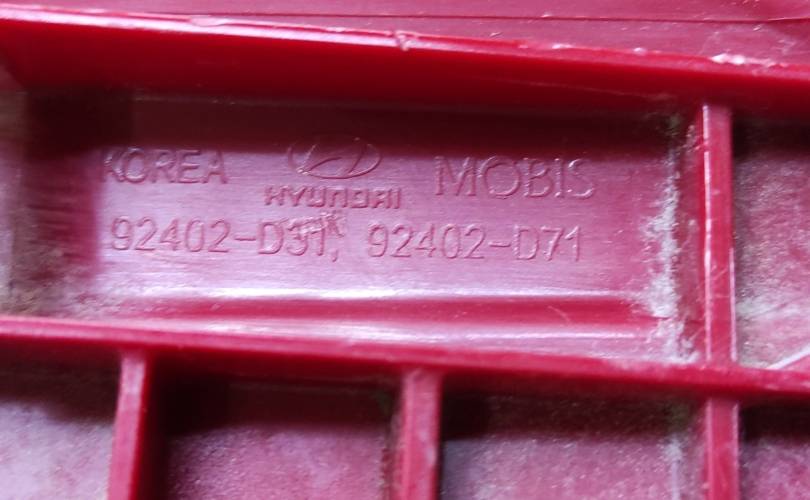 KOREA HYUNDAI MOBIS
92402-D31, 92402-D71